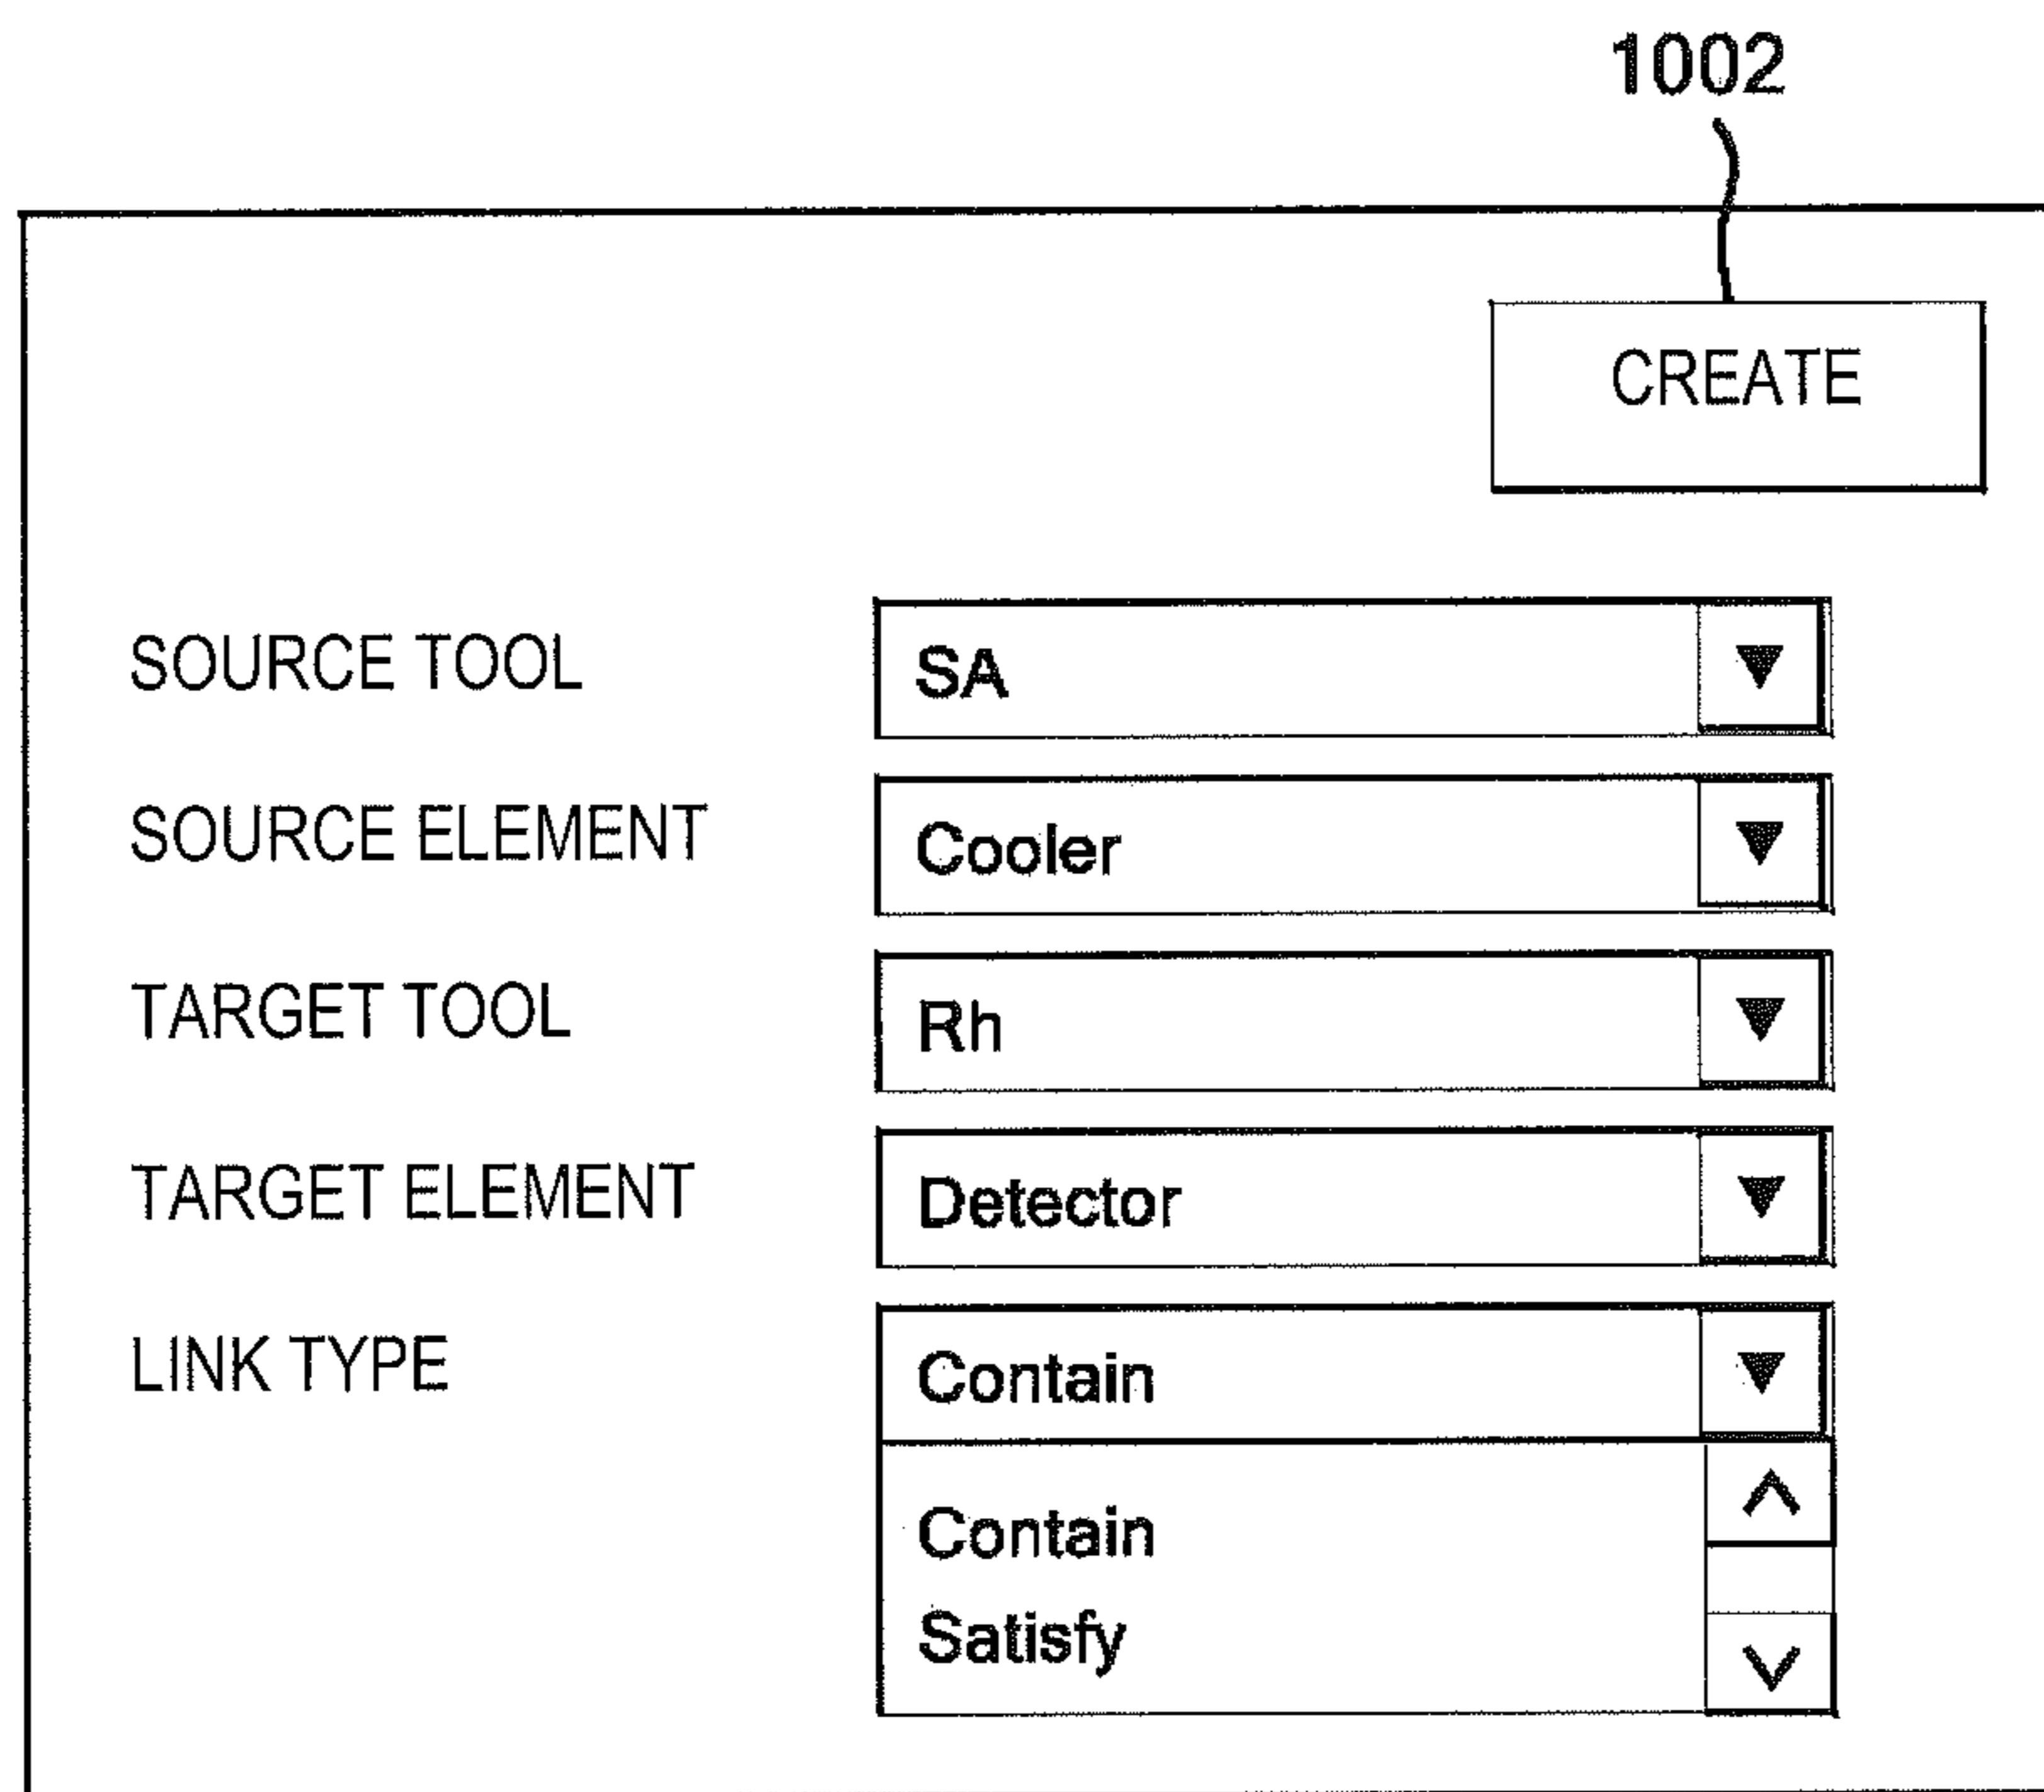 1002
CREATE
SOURCE TOOL SA
SOURCE ELEMENT Cooler
TARGET TOOL Rh
TARGET ELEMENT Detector
LINK TYPE Contain
Contain
Satisfy